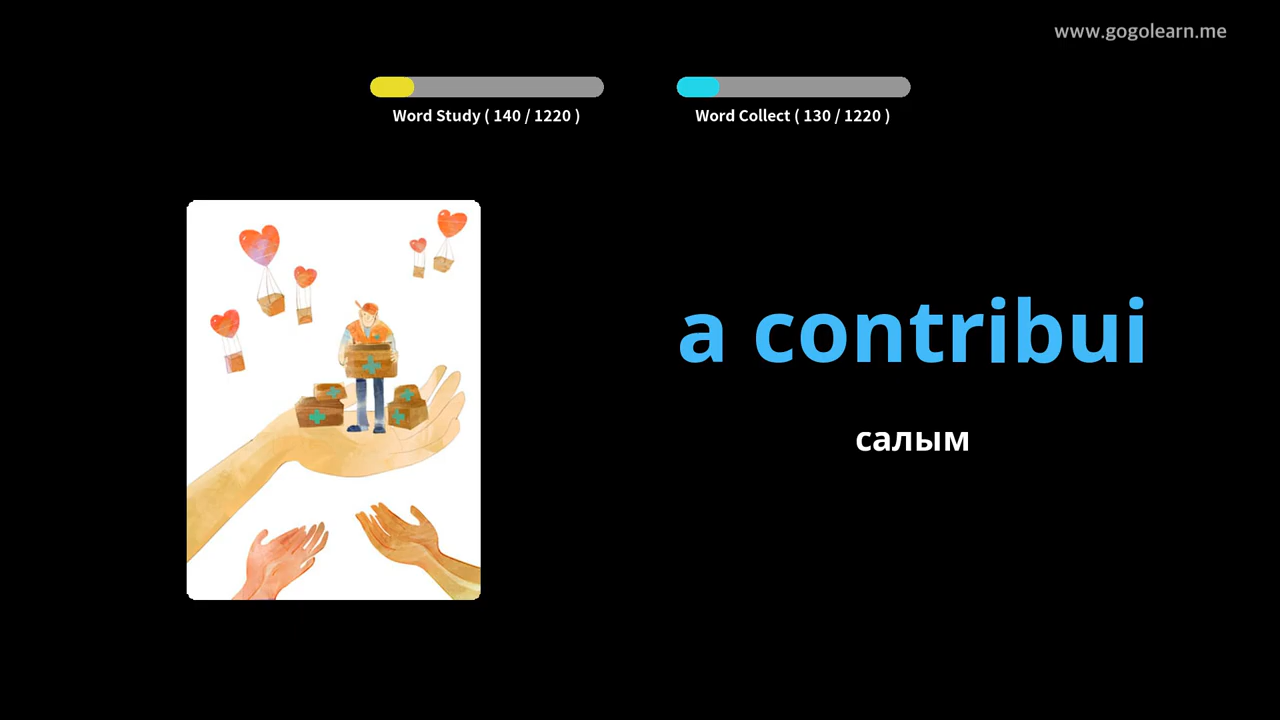 www.gogolearn.me
Word Study ( 140 / 1220 )
Word Collect ( 130 / 1220 )
a contribui
салым